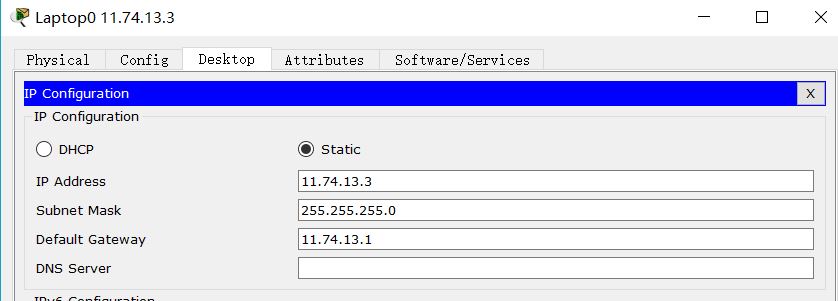 Laptop0 11.74.13.3
Physical Config Desktop Attributes Software/Services
IP Configuration X
IP Configuration
DHCP Static
IP Address 11.74.13.3
Subnet Mask 255.255.255.0
Default Gateway 11.74.13.1
DNS Server
IPv6 Configuration